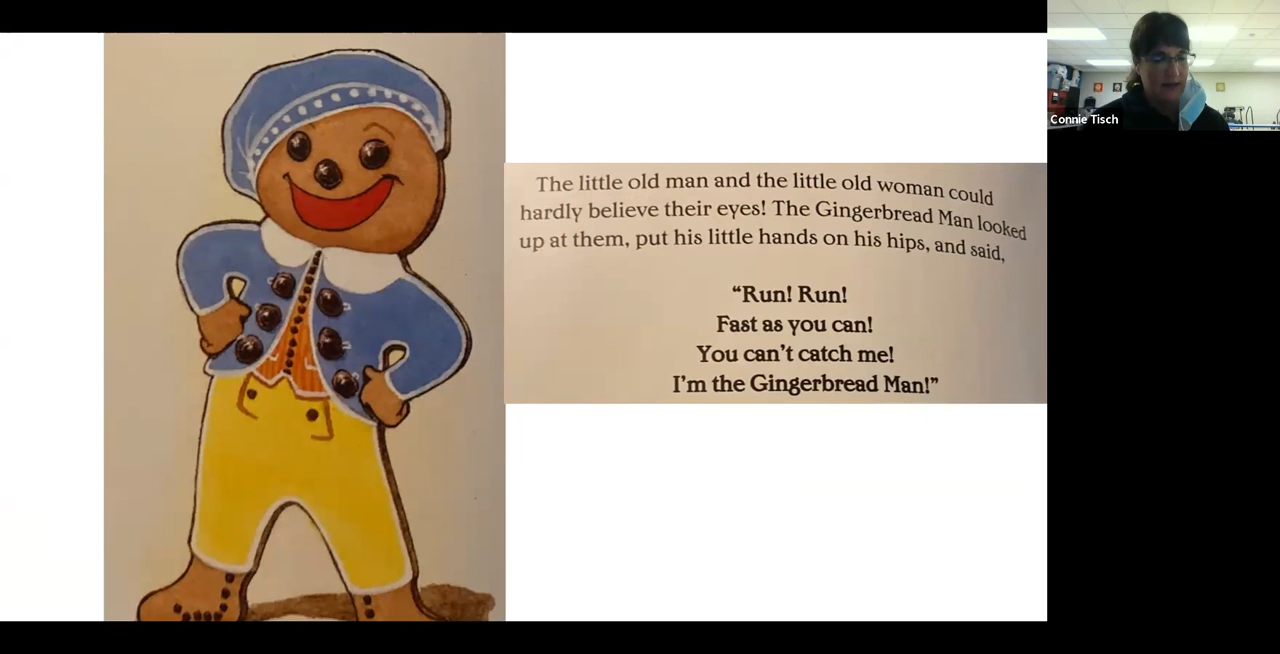 Connie Tisch
The little old man and the little old woman could
hardly believe their eyes! The Gingerbread Man looked
up at them, put his little hands on his hips, and said,
“Run! Run!
Fast as you can!
You can’t catch me!
I’m the Gingerbread Man!”